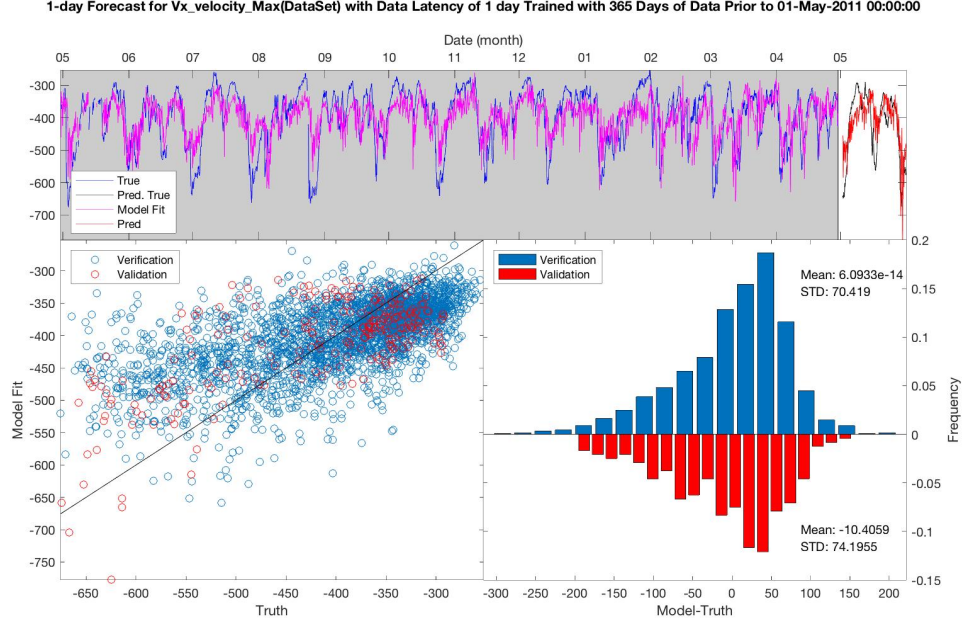 1-day Forecast for Vx_velocity_Max(DataSet) with Data Latency of 1 day Trained with 365 Days of Data Prior to 01-May-2011 00:00:00
Date (month)
05 06 07 08 09 10 11 12 01 02 03 04 05
-300
-400
-500
-600
-700
True
Pred. True
Model Fit
Pred
Verification
Validation
-300
-350
-400
-450
-500
-550
-600
-650
-700
-750
Model Fit
-650 -600 -550 -500 -450 -400 -350 -300
Truth
Verification
Validation
Mean: 6.0933e-14
STD: 70.419
Mean: -10.4059
STD: 74.1955
0.2
0.15
0.1
0.05
0
-0.05
-0.1
-0.15
Frequency
-300 -250 -200 -150 -100 -50 0 50 100 150 200
Model-Truth